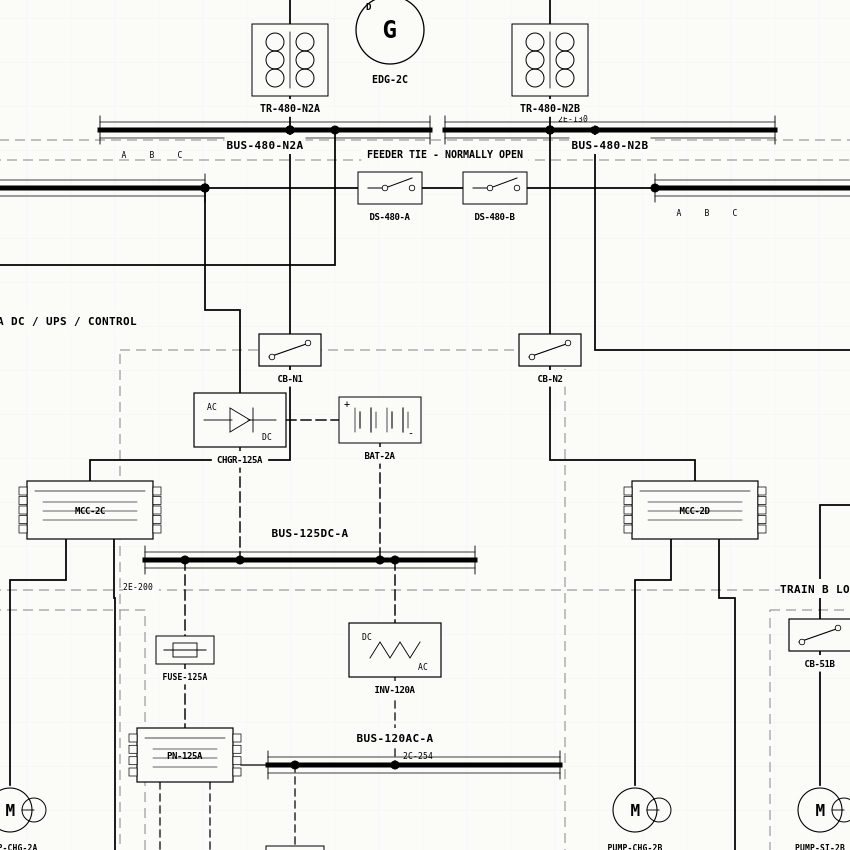 D
G
EDG-2C
TR-480-N2A
TR-480-N2B
2E-130
BUS-480-N2A
BUS-480-N2B
A B C
FEEDER TIE - NORMALLY OPEN
DS-480-A
DS-480-B
A B C
A DC / UPS / CONTROL
CB-N1
CB-N2
AC
DC
+
-
CHGR-125A
BAT-2A
MCC-2C
MCC-2D
BUS-125DC-A
2E-200
TRAIN B LO
DC
AC
FUSE-125A
INV-120A
CB-51B
BUS-120AC-A
PN-125A
2C-254
M
M
M
P-CHG-2A
PUMP-CHG-2B
PUMP-SI-2B